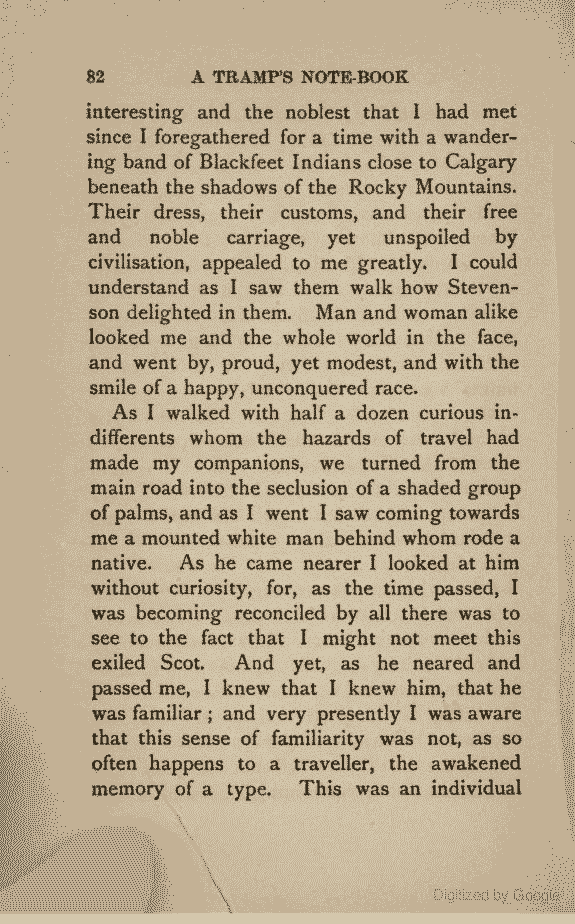 82 A TRAMP'S NOTE-BOOK
interesting and the noblest that I had met
since I foregathered for a time with a wander-
ing band of Blackfeet Indians close to Calgary
beneath the shadows of the Rocky Mountains.
Their dress, their customs, and their free
and noble carriage, yet unspoiled by
civilisation, appealed to me greatly. I could
understand as I saw them walk how Steven-
son delighted in them. Man and woman alike
looked me and the whole world in the face,
and went by, proud, yet modest, and with the
smile of a happy, unconquered race.
As I walked with half a dozen curious in-
differents whom the hazards of travel had
made my companions, we turned from the
main road into the seclusion of a shaded group
of palms, and as I went I saw coming towards
me a mounted white man behind whom rode a
native. As he came nearer I looked at him
without curiosity, for, as the time passed, I
was becoming reconciled by all there was to
see to the fact that I might not meet this
exiled Scot. And yet, as he neared and
passed me, I knew that I knew him, that he
was familiar ; and very presently I was aware
that this sense of familiarity was not, as so
often happens to a traveller, the awakened
memory of a type. This was an individual
Digitized by Google